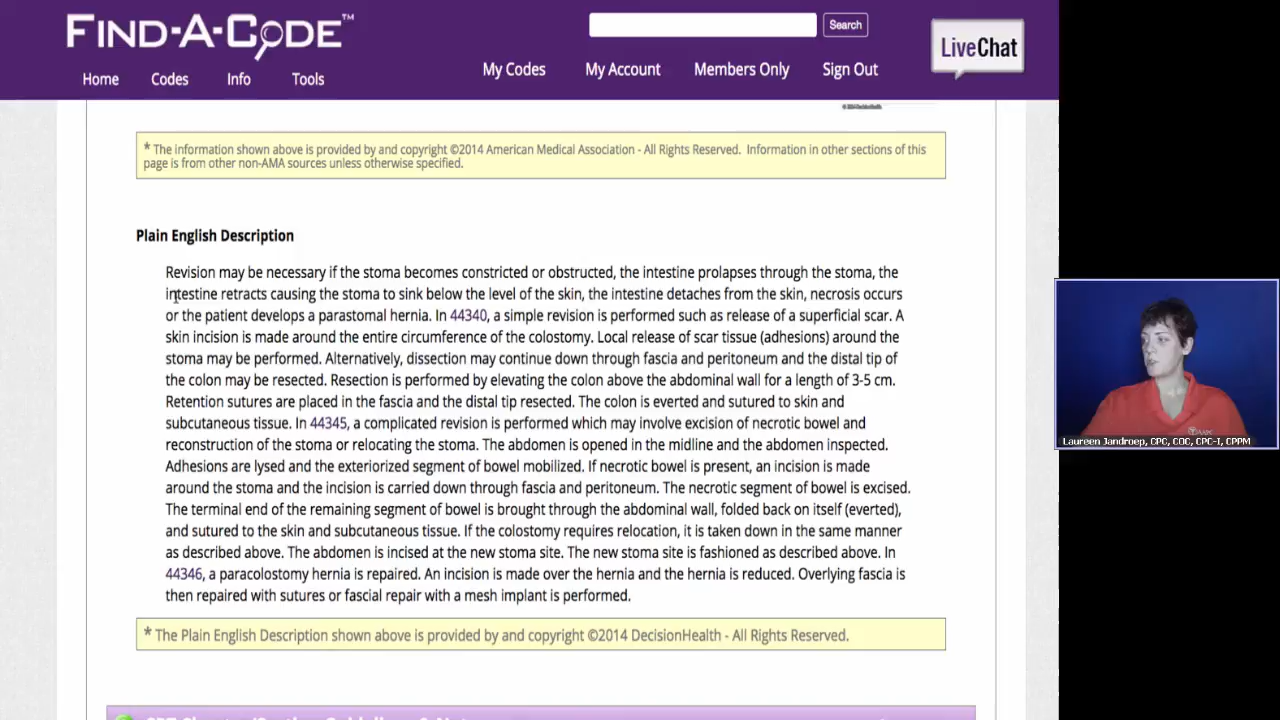 FIND-A-CODE™
Search
LiveChat
Home Codes Info Tools
My Codes My Account Members Only Sign Out
* The information shown above is provided by and copyright ©2014 American Medical Association - All Rights Reserved. Information in other sections of this
page is from other non-AMA sources unless otherwise specified.
Plain English Description
Revision may be necessary if the stoma becomes constricted or obstructed, the intestine prolapses through the stoma, the
intestine retracts causing the stoma to sink below the level of the skin, the intestine detaches from the skin, necrosis occurs
or the patient develops a parastomal hernia. In 44340, a simple revision is performed such as release of a superficial scar. A
skin incision is made around the entire circumference of the colostomy. Local release of scar tissue (adhesions) around the
stoma may be performed. Alternatively, dissection may continue down through fascia and peritoneum and the distal tip of
the colon may be resected. Resection is performed by elevating the colon above the abdominal wall for a length of 3-5 cm.
Retention sutures are placed in the fascia and the distal tip resected. The colon is everted and sutured to skin and
subcutaneous tissue. In 44345, a complicated revision is performed which may involve excision of necrotic bowel and
reconstruction of the stoma or relocating the stoma. The abdomen is opened in the midline and the abdomen inspected.
Adhesions are lysed and the exteriorized segment of bowel mobilized. If necrotic bowel is present, an incision is made
around the stoma and the incision is carried down through fascia and peritoneum. The necrotic segment of bowel is excised.
The terminal end of the remaining segment of bowel is brought through the abdominal wall, folded back on itself (everted),
and sutured to the skin and subcutaneous tissue. If the colostomy requires relocation, it is taken down in the same manner
as described above. The abdomen is incised at the new stoma site. The new stoma site is fashioned as described above. In
44346, a paracolostomy hernia is repaired. An incision is made over the hernia and the hernia is reduced. Overlying fascia is
then repaired with sutures or fascial repair with a mesh implant is performed.
* The Plain English Description shown above is provided by and copyright ©2014 DecisionHealth - All Rights Reserved.
Laureen Jandroep, CPC, COC, CPC-I, CPPM